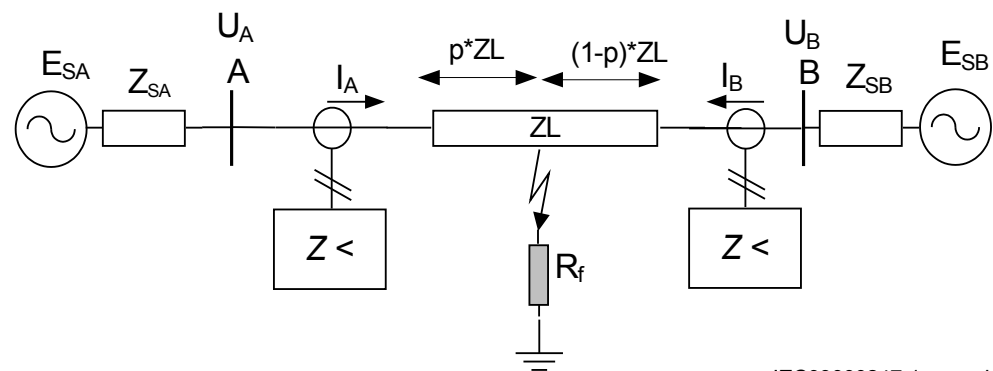 E_SA
Z_SA
U_A
A
I_A
p*ZL
(1-p)*ZL
I_B
U_B
B
Z_SB
E_SB
ZL
Z <
Z <
R_f